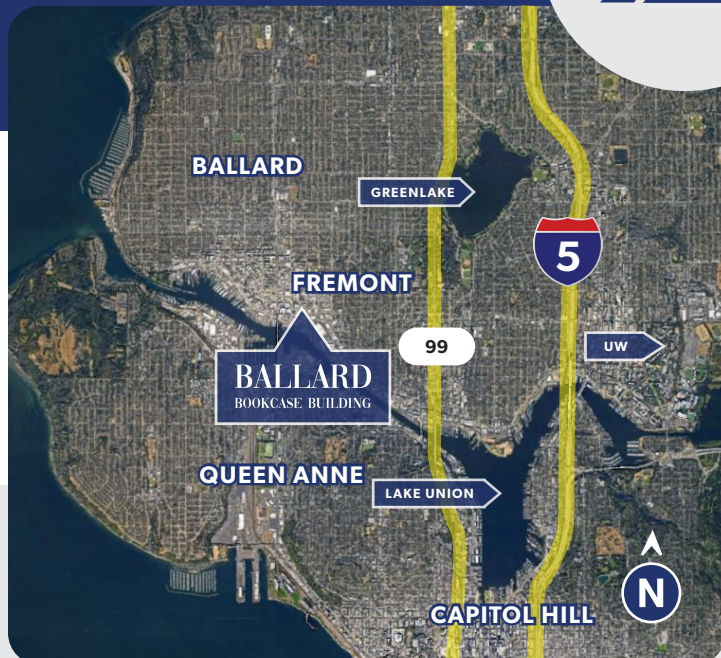 BALLARD
GREENLAKE
5
FREMONT
99
UW
BALLARD
BOOKCASE BUILDING
QUEEN ANNE
LAKE UNION
N
CAPITOL HILL